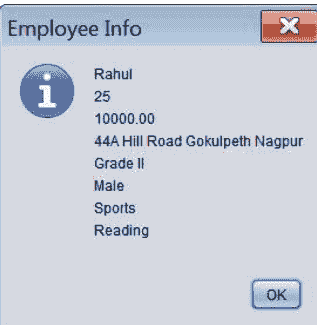 Employee Info
Rahul
25
10000.00
44A Hill Road Gokulpeth Nagpur
Grade II
Male
Sports
Reading
OK